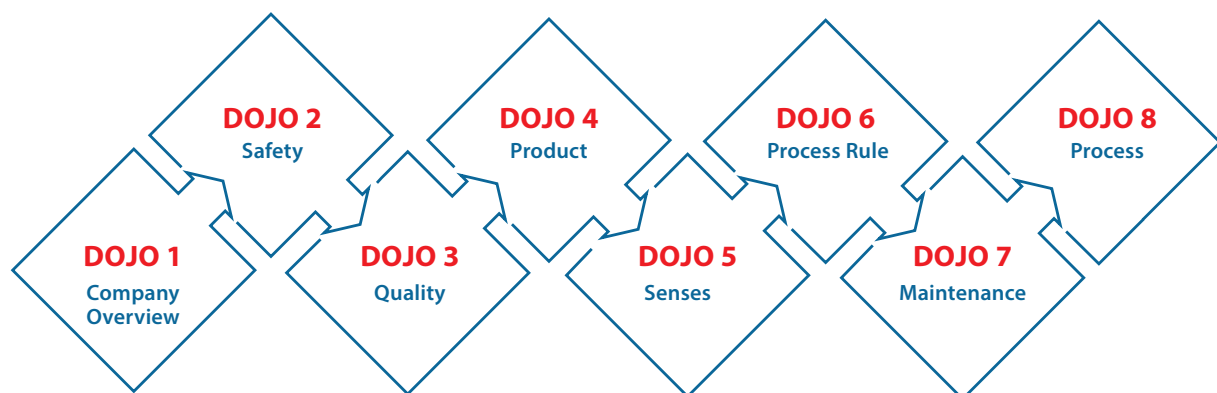 DOJO 1
Company
Overview
DOJO 2
Safety
DOJO 3
Quality
DOJO 4
Product
DOJO 5
Senses
DOJO 6
Process Rule
DOJO 7
Maintenance
DOJO 8
Process